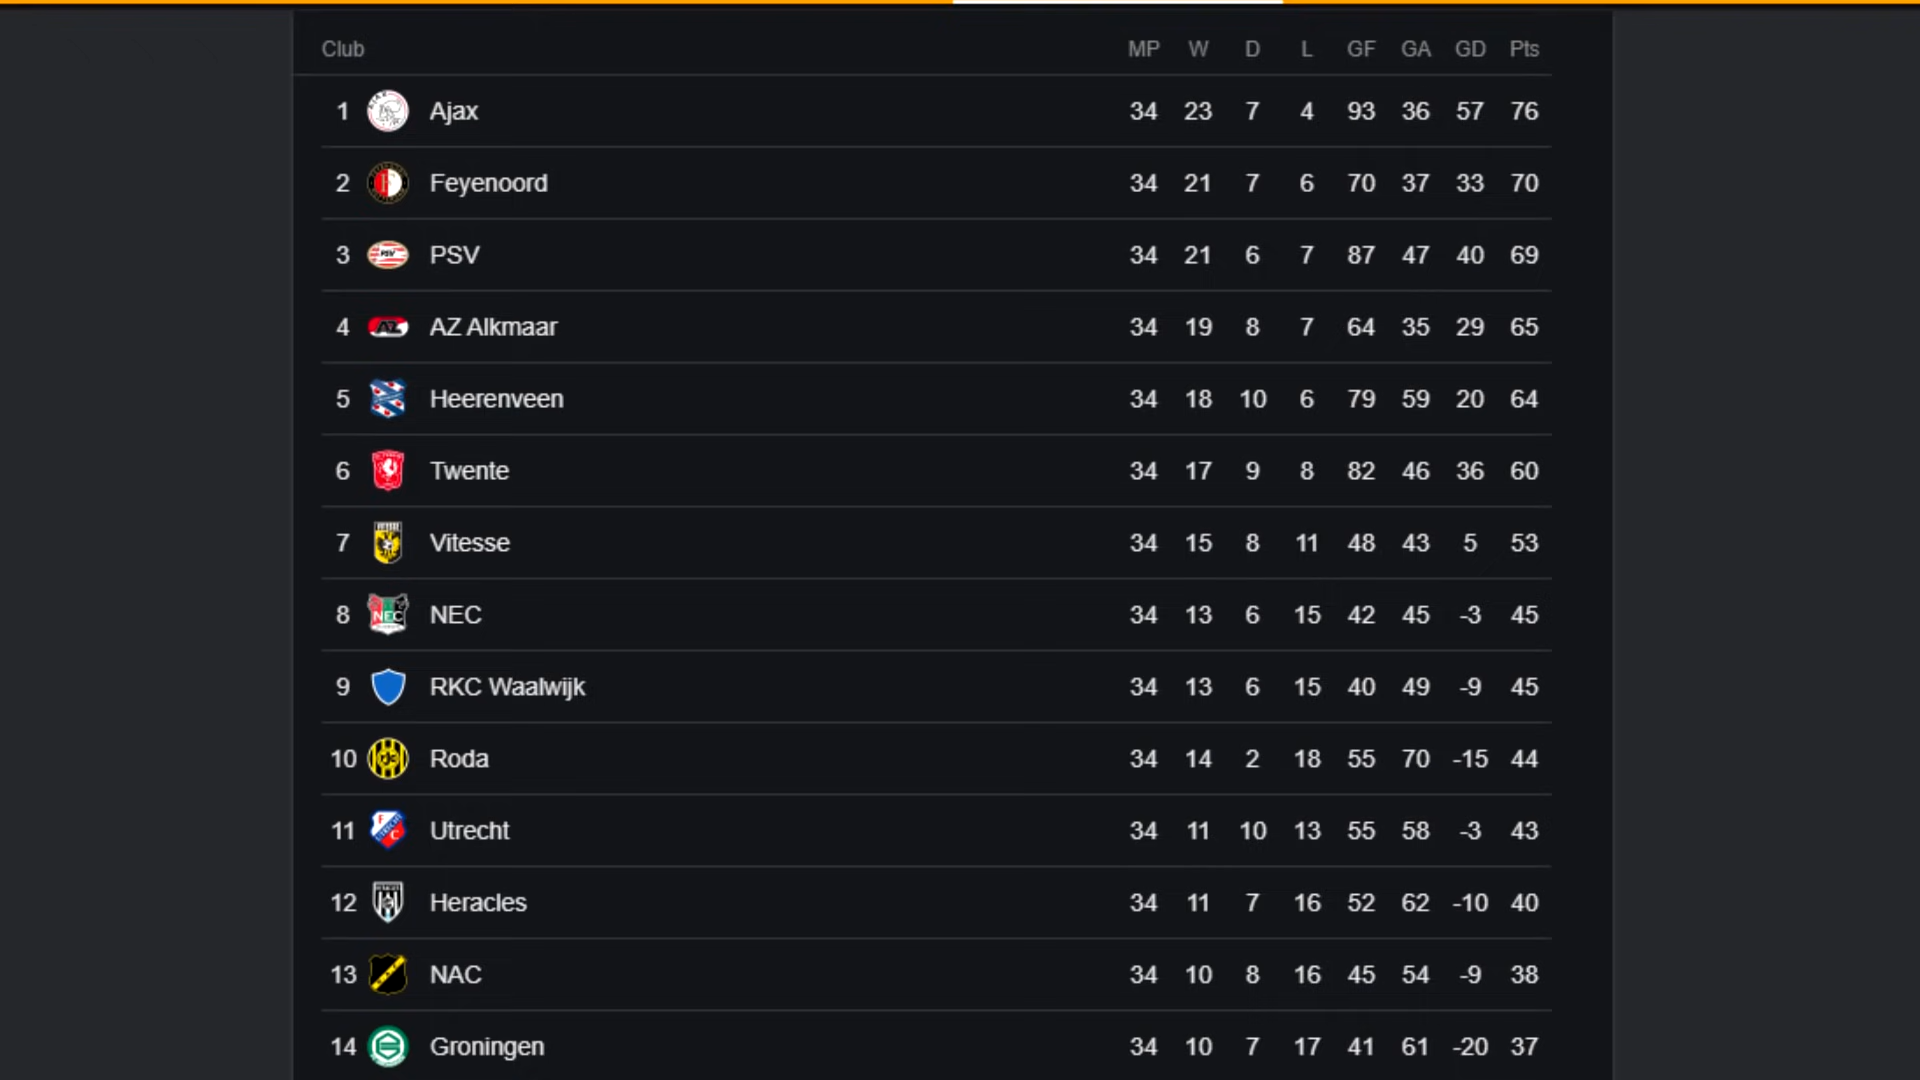 Club MP W D L GF GA GD Pts
1 Ajax 34 23 7 4 93 36 57 76
2 Feyenoord 34 21 7 6 70 37 33 70
3 PSV 34 21 6 7 87 47 40 69
4 AZ AZ Alkmaar 34 19 8 7 64 35 29 65
5 Heerenveen 34 18 10 6 79 59 20 64
6 Twente 34 17 9 8 82 46 36 60
7 Vitesse 34 15 8 11 48 43 5 53
8 NEC NEC 34 13 6 15 42 45 -3 45
9 RKC Waalwijk 34 13 6 15 40 49 -9 45
10 Roda 34 14 2 18 55 70 -15 44
11 Utrecht 34 11 10 13 55 58 -3 43
12 Heracles 34 11 7 16 52 62 -10 40
13 NAC 34 10 8 16 45 54 -9 38
14 Groningen 34 10 7 17 41 61 -20 37